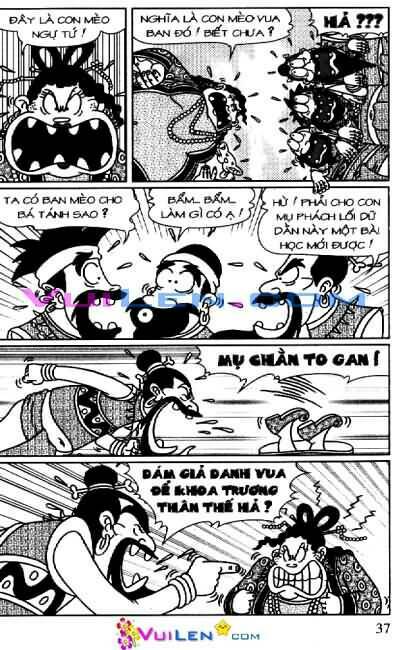 ĐÂY LÀ CON MÈO
NGỰ TỨ !
NGHĨA LÀ CON MÈO VUA
BAN ĐÓ ! BIẾT CHƯA ?
HẢ ???
TA CÓ BAN MÈO CHO
BÁ TÁNH SAO ?
BẨM... BẨM...
LÀM GÌ CÓ Ạ !
HỪ ! PHẢI CHO CON
MỤ PHÁCH LỐI DỮ
DẰN NÀY MỘT BÀI
HỌC MỚI ĐƯỢC !
VuiLen.com
MỤ CHẰN TO GAN !
DÁM GIẢ DANH VUA
ĐỂ KHOA TRƯƠNG
THÂN THẾ HẢ ?
37
VuiLen.com